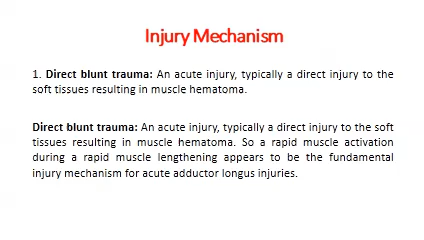 Injury Mechanism
1. Direct blunt trauma: An acute injury, typically a direct injury to the
soft tissues resulting in muscle hematoma.
Direct blunt trauma: An acute injury, typically a direct injury to the soft
tissues resulting in muscle hematoma. So a rapid muscle activation
during a rapid muscle lengthening appears to be the fundamental
injury mechanism for acute adductor longus injuries.